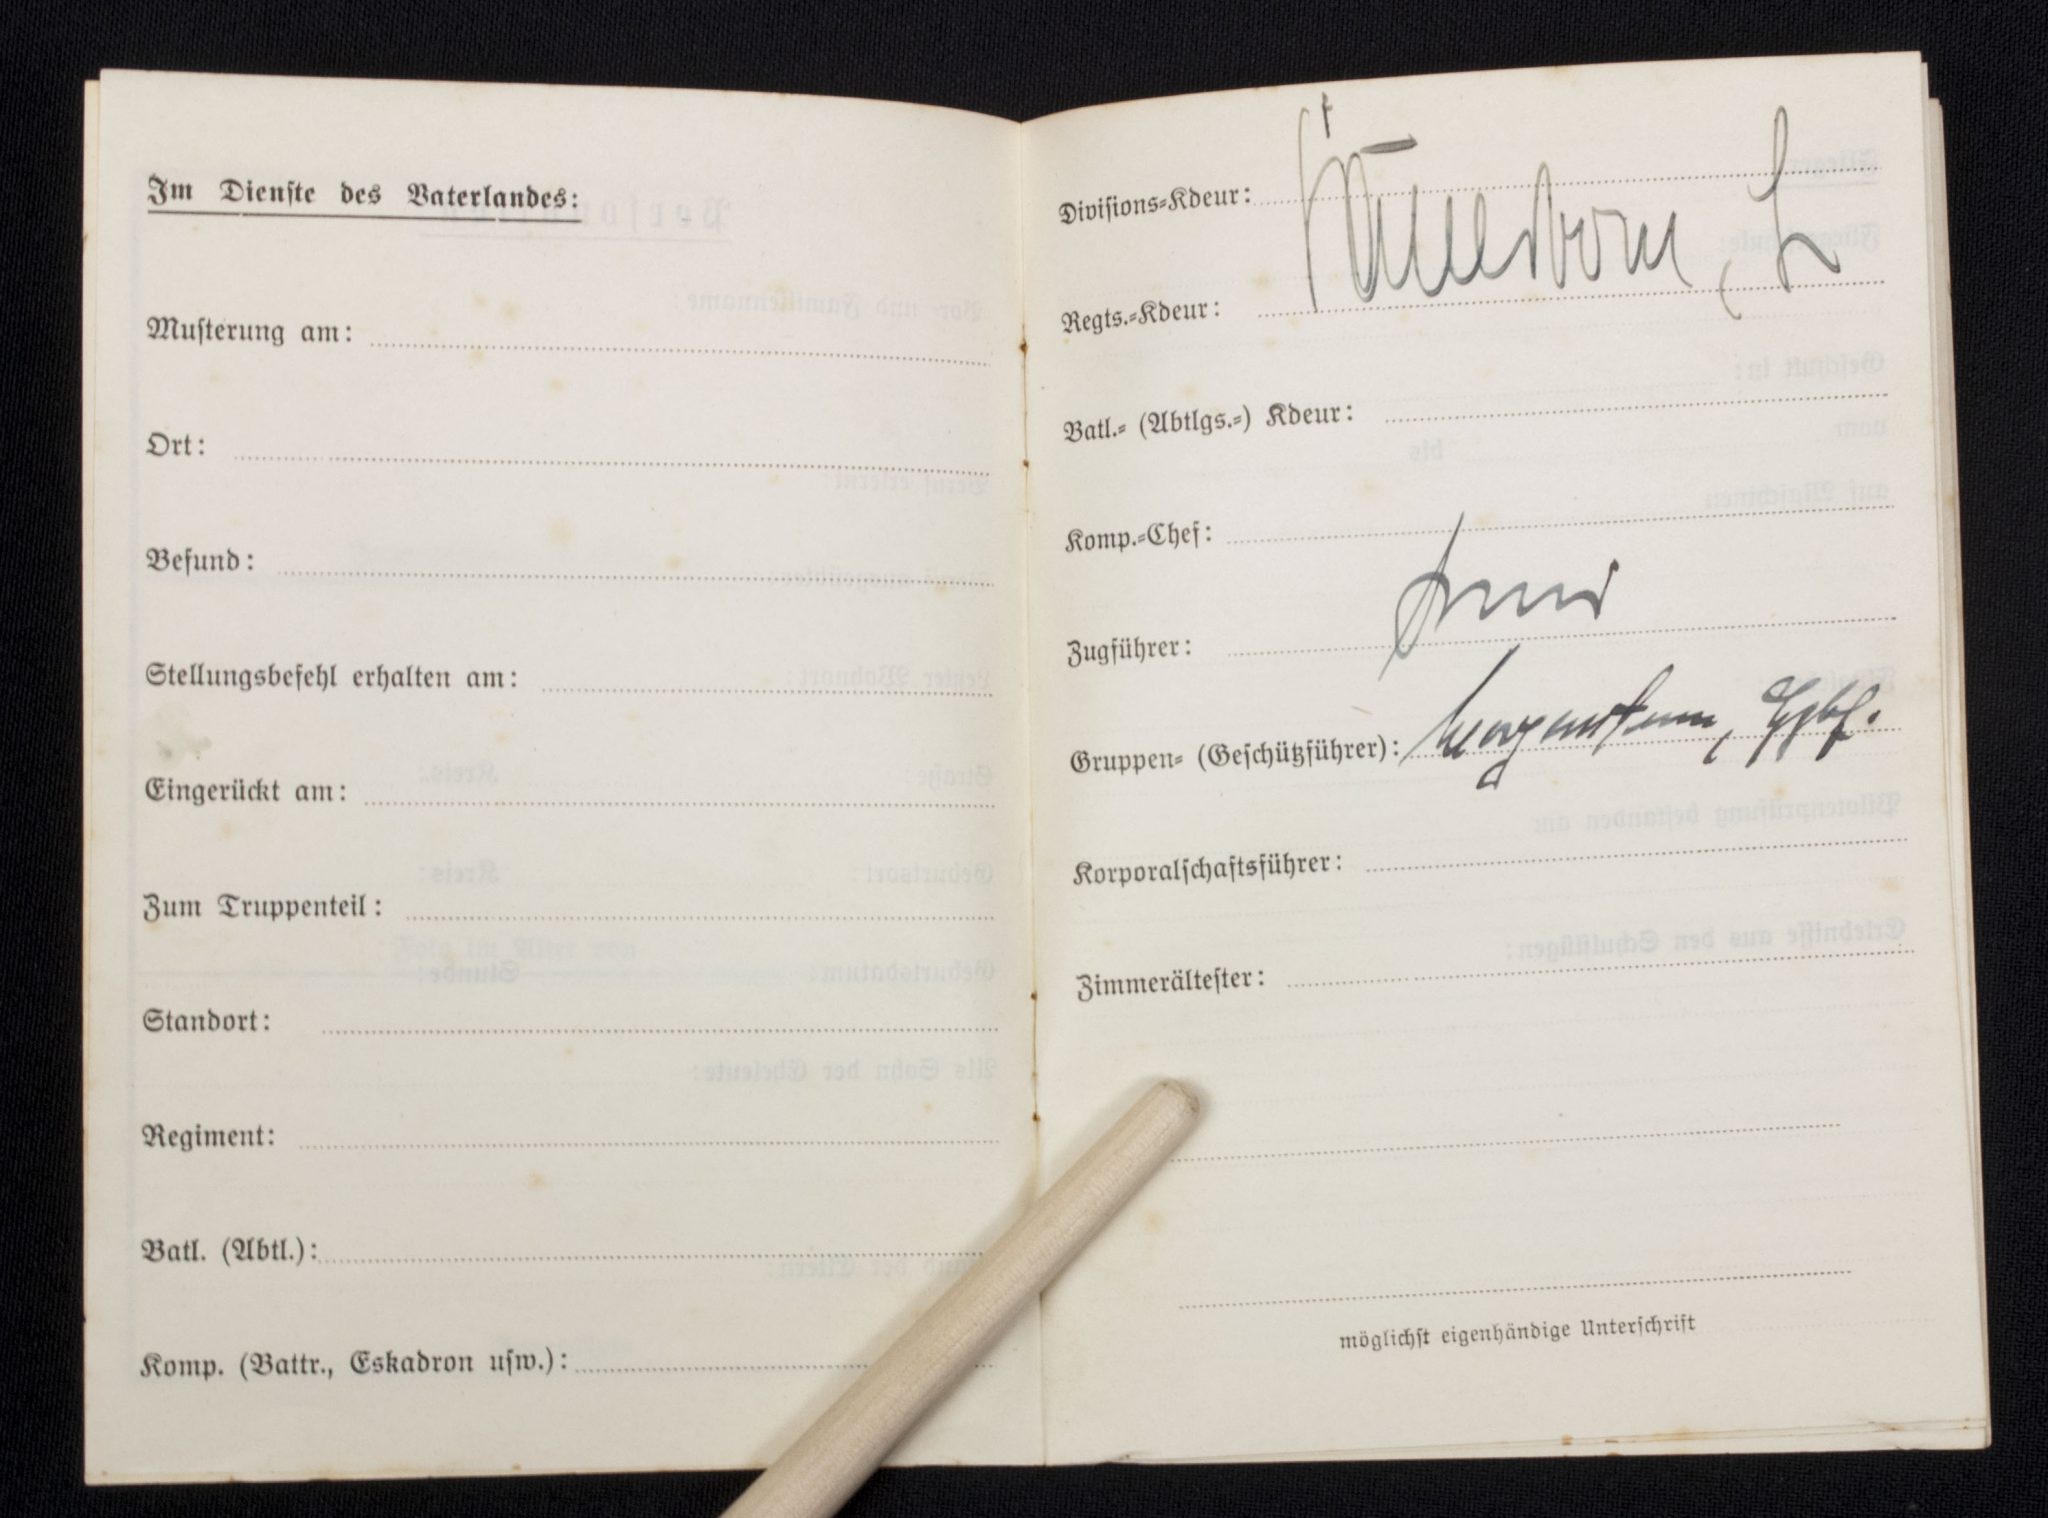 Im Dienste des Vaterlandes:
Musterung am:
Ort:
Befund:
Stellungsbefehl erhalten am:
Eingerückt am:
Zum Truppenteil:
Standort:
Regiment:
Batl. (Abtl.):
Komp. (Battr., Eskadron usw.):
Divisions-Kdeur:
Regts.-Kdeur:
Batl.- (Abtlgs.-) Kdeur:
Komp.-Chef:
Zugführer:
Gruppen- (Geschützführer):
Korporalschaftsführer:
Zimmerältester:
möglichst eigenhändige Unterschrift